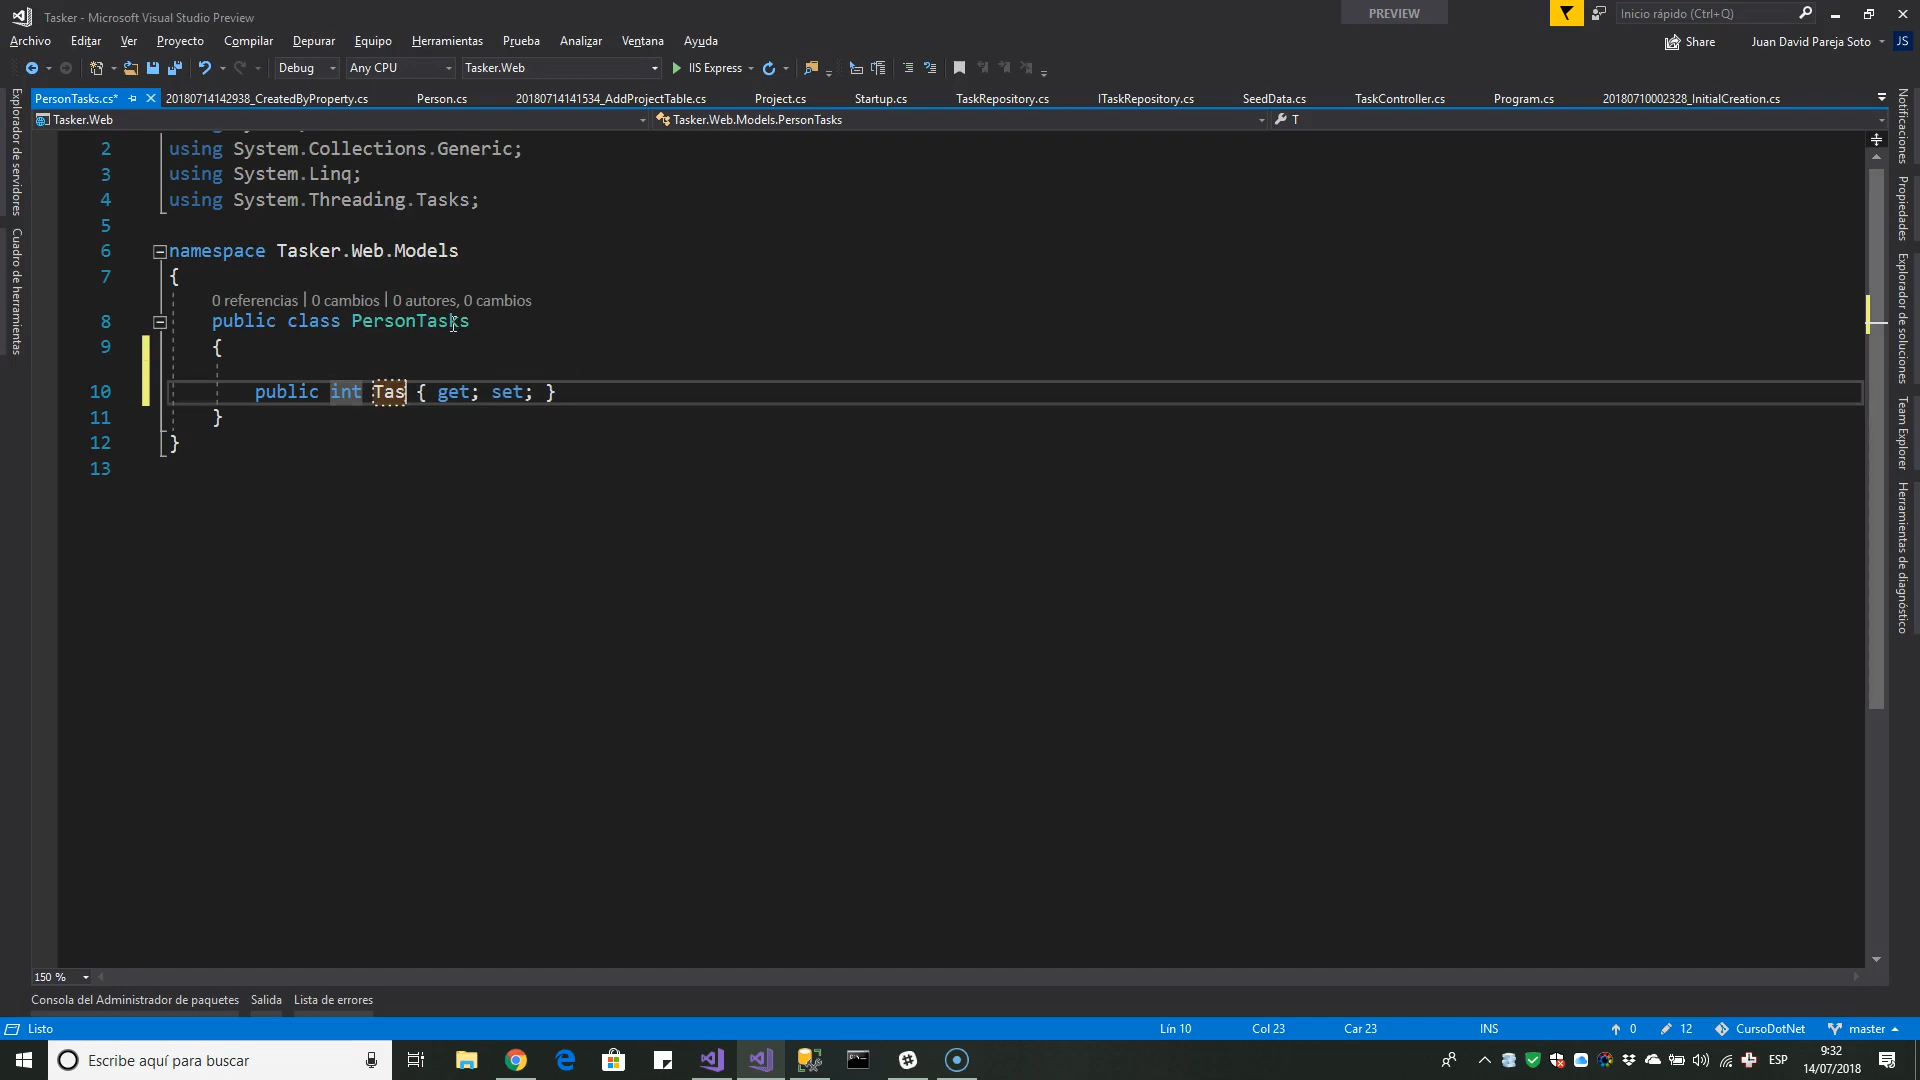 Tasker - Microsoft Visual Studio Preview
PREVIEW
Inicio rápido (Ctrl+Q)
Archivo Editar Ver Proyecto Compilar Depurar Equipo Herramientas Prueba Analizar Ventana Ayuda
Share Juan David Pareja Soto JS
Debug Any CPU Tasker.Web IIS Express
PersonTasks.cs* 20180714142938_CreatedByProperty.cs Person.cs 20180714141534_AddProjectTable.cs Project.cs Startup.cs TaskRepository.cs ITaskRepository.cs SeedData.cs TaskController.cs Program.cs 20180710002328_InitialCreation.cs
Tasker.Web Tasker.Web.Models.PersonTasks T
Explorador de servidores
Cuadro de herramientas
2 using System.Collections.Generic;
3 using System.Linq;
4 using System.Threading.Tasks;
5
6 namespace Tasker.Web.Models
7 {
0 referencias | 0 cambios | 0 autores, 0 cambios
8 public class PersonTasks
9 {
10 public int Tas { get; set; }
11 }
12 }
13
Notificaciones
Propiedades
Explorador de soluciones
Team Explorer
Herramientas de diagnóstico
150 %
Consola del Administrador de paquetes Salida Lista de errores
Listo Lín 10 Col 23 Car 23 INS 0 12 CursoDotNet master
Escribe aquí para buscar
ESP
9:32
14/07/2018